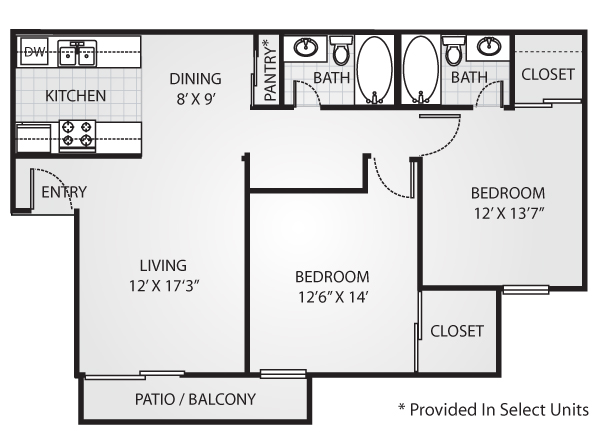 DW
KITCHEN
DINING
8' X 9'
PANTRY*
BATH
BATH
CLOSET
ENTRY
BEDROOM
12' X 13'7"
LIVING
12' X 17'3"
BEDROOM
12'6" X 14'
CLOSET
PATIO / BALCONY
* Provided In Select Units